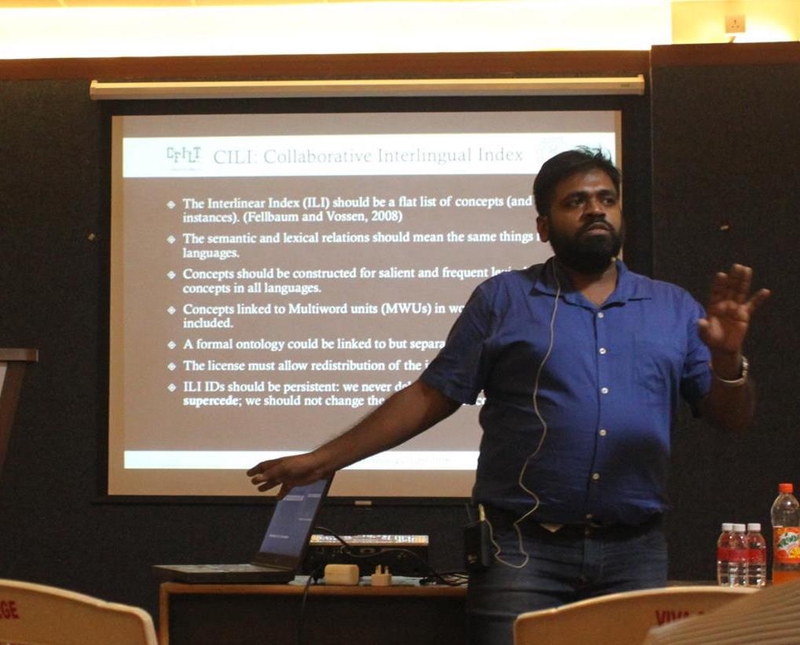 CFILT CILI: Collaborative Interlingual Index
The Interlinear Index (ILI) should be a flat list of concepts (and
instances). (Fellbaum and Vossen, 2008)
The semantic and lexical relations should mean the same things
languages.
Concepts should be constructed for salient and frequent
concepts in all languages.
Concepts linked to Multiword units (MWUs) in
included.
A formal ontology could be linked to but
The license must allow redistribution of the
ILI IDs should be persistent: we never
supercede; we should not change the
VIVA